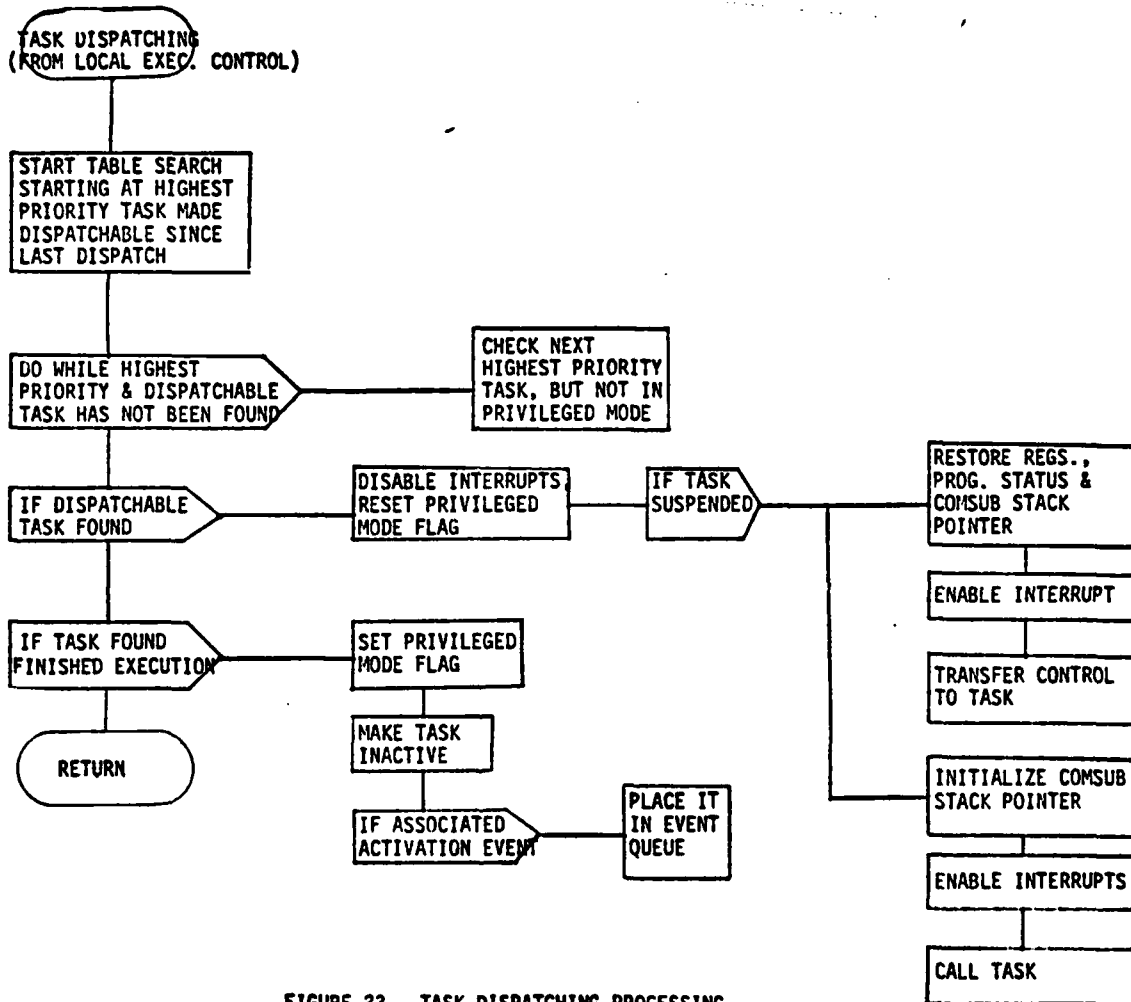 TASK DISPATCHING
(FROM LOCAL EXEC. CONTROL)
START TABLE SEARCH
STARTING AT HIGHEST
PRIORITY TASK MADE
DISPATCHABLE SINCE
LAST DISPATCH
DO WHILE HIGHEST
PRIORITY & DISPATCHABLE
TASK HAS NOT BEEN FOUND
CHECK NEXT
HIGHEST PRIORITY
TASK, BUT NOT IN
PRIVILEGED MODE
IF DISPATCHABLE
TASK FOUND
DISABLE INTERRUPTS
RESET PRIVILEGED
MODE FLAG
IF TASK
SUSPENDED
RESTORE REGS.,
PROG. STATUS &
COMSUB STACK
POINTER
ENABLE INTERRUPT
TRANSFER CONTROL
TO TASK
INITIALIZE COMSUB
STACK POINTER
ENABLE INTERRUPTS
CALL TASK
IF TASK FOUND
FINISHED EXECUTION
SET PRIVILEGED
MODE FLAG
MAKE TASK
INACTIVE
IF ASSOCIATED
ACTIVATION EVENT
PLACE IT
IN EVENT
QUEUE
RETURN